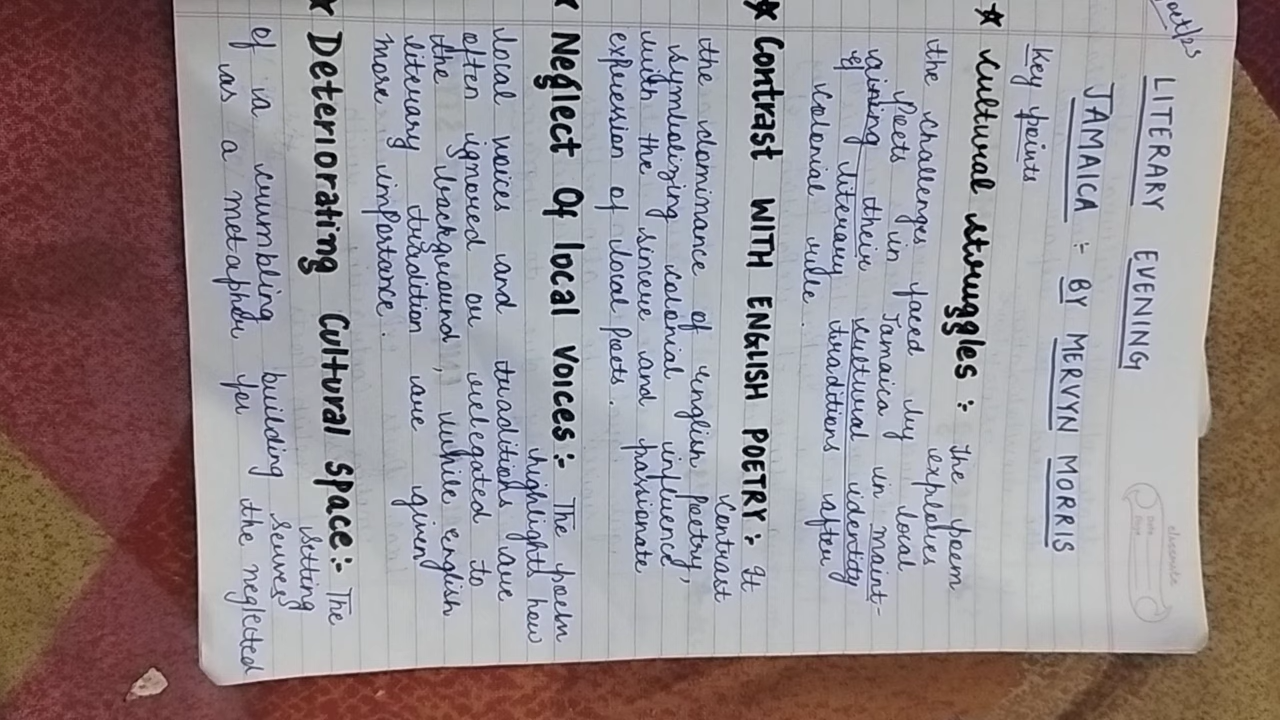 LITERARY EVENING
JAMAICA :- BY MERVYN MORRIS
Key points
* cultural struggles :- The poem
explores
the challenges faced by local
Poets in Jamaica in maint-
aining their cultural identity
& literary traditions after
colonial rule.
* Contrast WITH ENGLISH POETRY :- It
contrast
the dominance of english Poetry,
symbolizing colonial influence
with the sincere and passionate
expression of local Poets.
* Neglect Of local voices :- The poem
highlights how
local voices and traditions are
often ignored or relegated to
the background, while english
literary tradition are given
more importance.
* Deteriorating Cultural Space :- The
setting
of a crumbling building serves
as a metaphor for the neglected
classmate
Date
Page